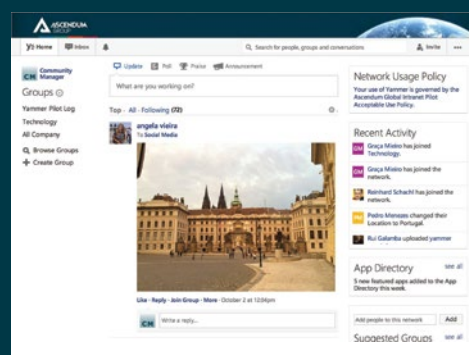 ASCENDUM
GROUP
Home
Inbox
Search for people, groups and conversations
Invite
CM
Community
Manager
Groups
Yammer Pilot Log
Technology
All Company
Browse Groups
Create Group
Update Poll Praise Announcement
What are you working on?
Top · All · Following (72)
angela vieira
To Social Media
Like · Reply · Join Group · More · October 2 at 12:04pm
CM
Write a reply...
Network Usage Policy
Your use of Yammer is governed by the
Ascendum Global Intranet Pilot
Acceptable Use Policy.
Recent Activity
GM
Graça Mieiro has joined
Technology.
GM
Graça Mieiro has joined the
network.
Reinhard Schachl has joined
the network.
PM
Pedro Menezes changed their
Location to Portugal.
Rui Galamba uploaded yammer
App Directory see all
5 new featured apps added to the App
Directory this week.
Add people to this network Add
Suggested Groups see all